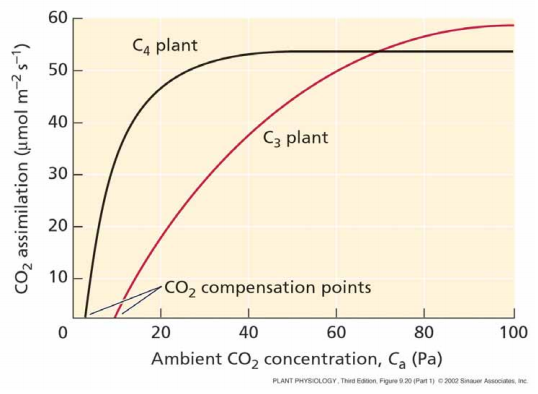 60
C4 plant
50
40
C3 plant
30
20
10
CO2 compensation points
CO2 assimilation (μmol m−2 s−1)
0 20 40 60 80 100
Ambient CO2 concentration, Ca (Pa)
PLANT PHYSIOLOGY, Third Edition, Figure 9.20 (Part 1) © 2002 Sinauer Associates, Inc.